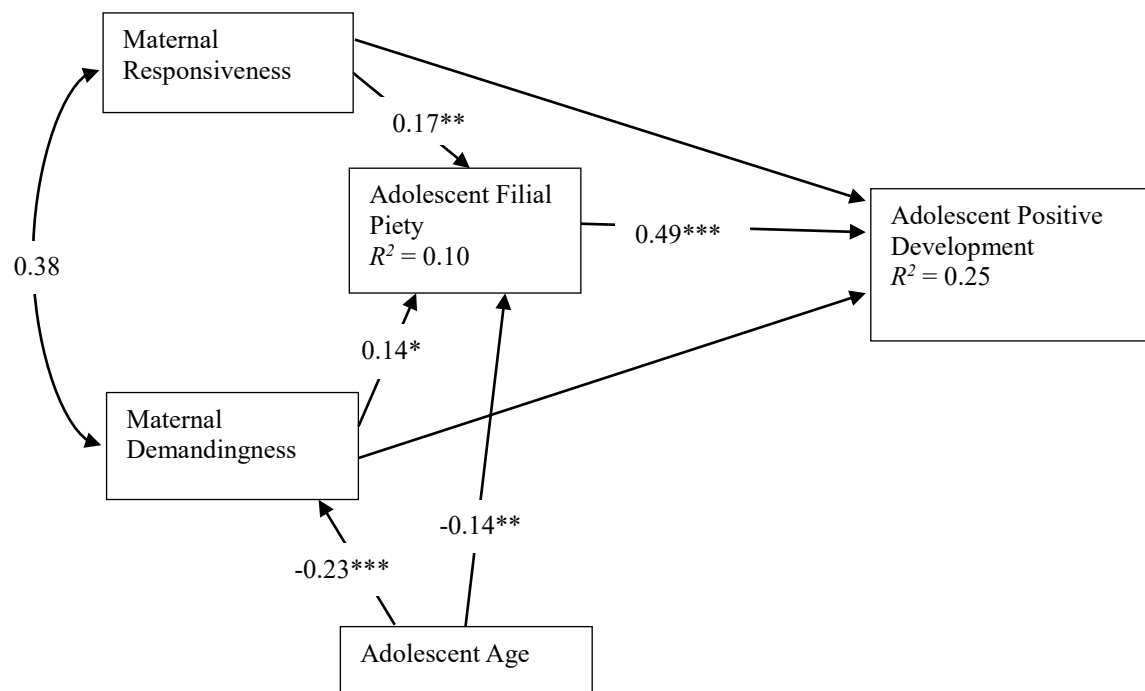 Maternal
Responsiveness
0.17**
Adolescent Filial
Piety
R² = 0.10
Adolescent Positive
Development
R² = 0.25
0.49***
0.38
0.14*
Maternal
Demandingness
-0.14**
-0.23***
Adolescent Age